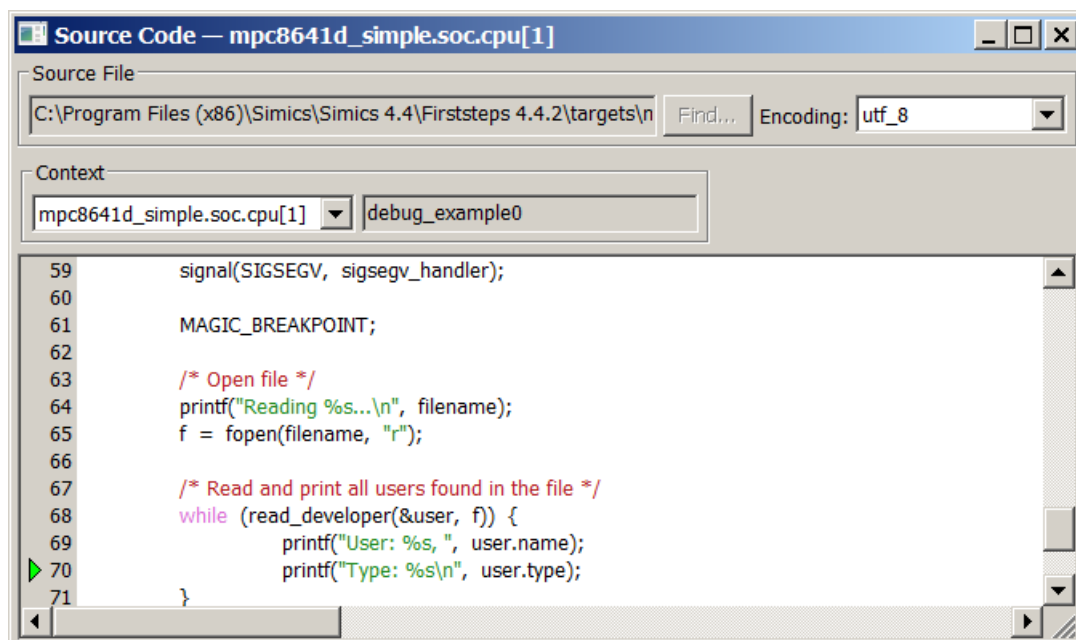 Source Code — mpc8641d_simple.soc.cpu[1]
Source File
C:\Program Files (x86)\Simics\Simics 4.4\Firststeps 4.4.2\targets\n Find... Encoding: utf_8
Context
mpc8641d_simple.soc.cpu[1] debug_example0
59 signal(SIGSEGV, sigsegv_handler);
60
61 MAGIC_BREAKPOINT;
62
63 /* Open file */
64 printf("Reading %s...\n", filename);
65 f = fopen(filename, "r");
66
67 /* Read and print all users found in the file */
68 while (read_developer(&user, f)) {
69 printf("User: %s, ", user.name);
70 printf("Type: %s\n", user.type);
71 }